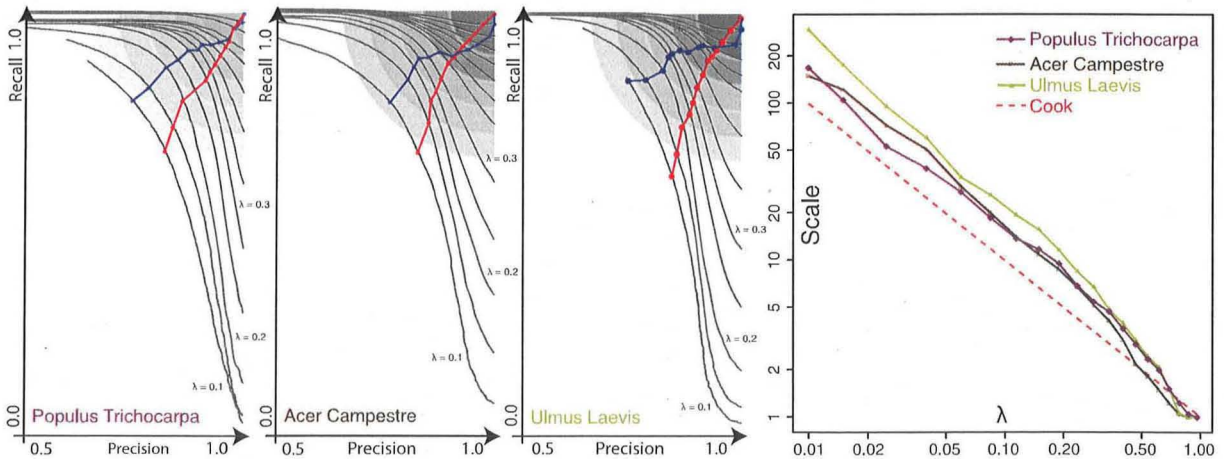 Recall 1.0
0.0
λ = 0.3
λ = 0.2
λ = 0.1
Populus Trichocarpa
0.5 Precision 1.0
Recall 1.0
0.0
λ = 0.3
λ = 0.2
λ = 0.1
Acer Campestre
0.5 Precision 1.0
Recall 1.0
0.0
λ = 0.3
λ = 0.2
λ = 0.1
Ulmus Laevis
0.5 Precision 1.0
Populus Trichocarpa
Acer Campestre
Ulmus Laevis
Cook
Scale
200
100
50
20
10
5
2
1
λ
0.01 0.02 0.05 0.10 0.20 0.50 1.00